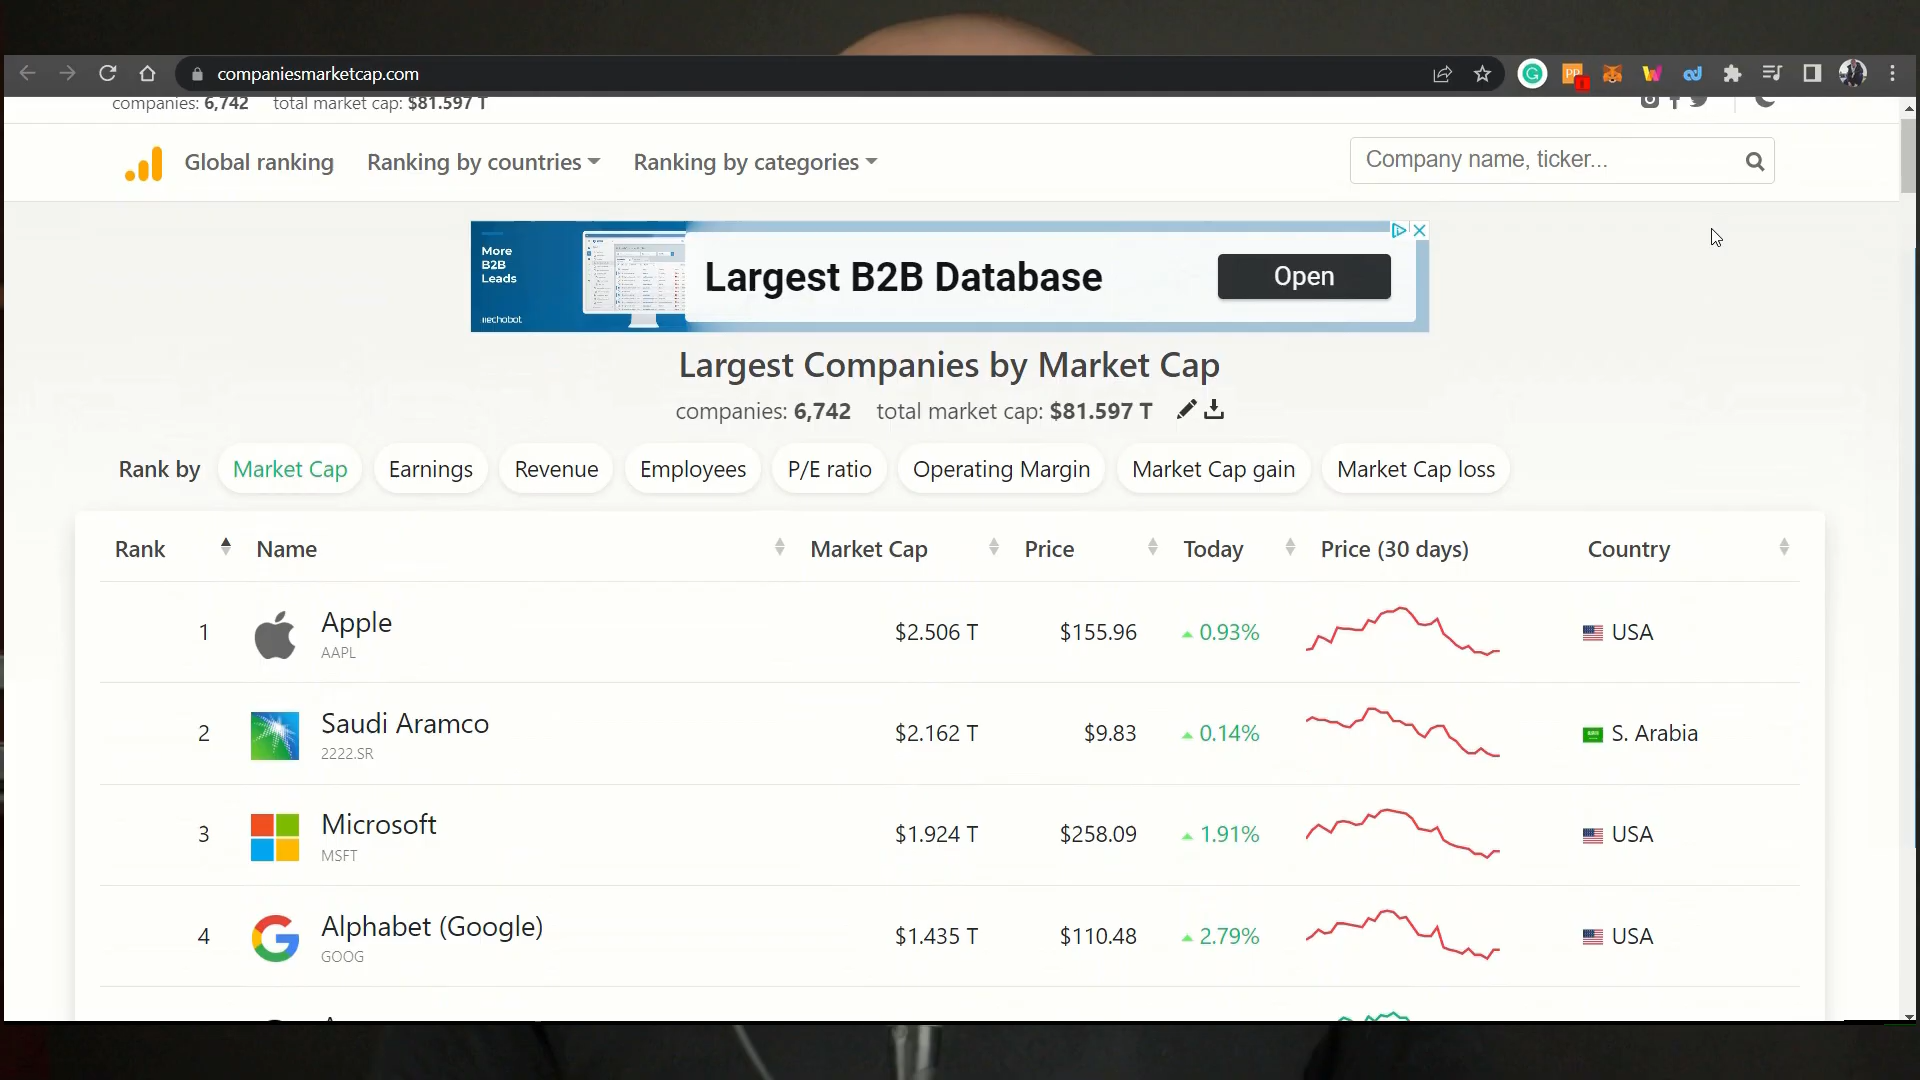 companiesmarketcap.com
companies: 6,742 total market cap: $81.597 T
Global ranking Ranking by countries Ranking by categories Company name, ticker...
More
B2B
Leads
Largest B2B Database
Open
Largest Companies by Market Cap
companies: 6,742 total market cap: $81.597 T
Rank by Market Cap Earnings Revenue Employees P/E ratio Operating Margin Market Cap gain Market Cap loss
Rank Name Market Cap Price Today Price (30 days) Country
1 Apple $2.506 T $155.96 0.93% USA
AAPL
2 Saudi Aramco $2.162 T $9.83 0.14% S. Arabia
2222.SR
3 Microsoft $1.924 T $258.09 1.91% USA
MSFT
4 Alphabet (Google) $1.435 T $110.48 2.79% USA
GOOG